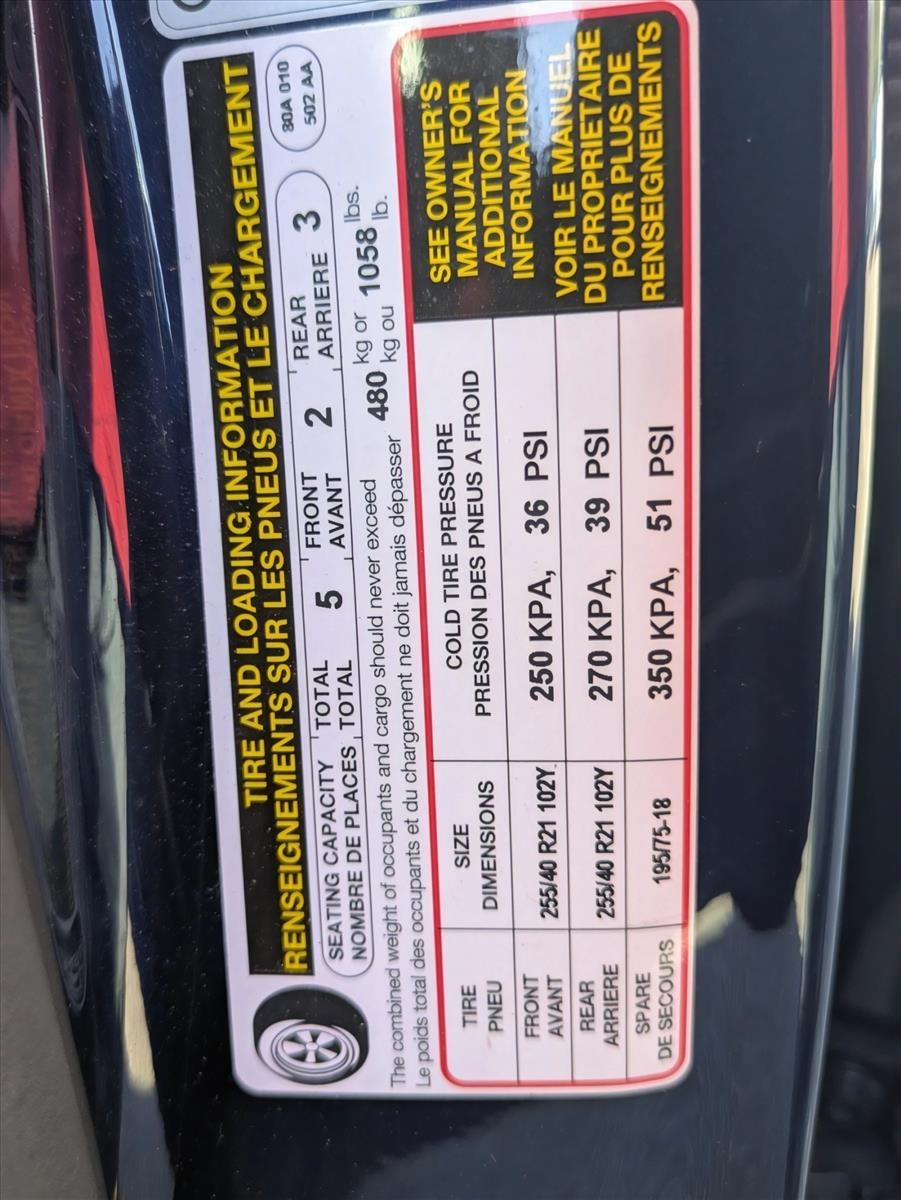 TIRE AND LOADING INFORMATION
RENSEIGNEMENTS SUR LES PNEUS ET LE CHARGEMENT
80A 010
502 AA
SEATING CAPACITY TOTAL 5 FRONT 2 REAR 3
NOMBRE DE PLACES TOTAL AVANT ARRIERE
The combined weight of occupants and cargo should never exceed 480 kg or 1058 lbs.
Le poids total des occupants et du chargement ne doit jamais dépasser kg ou lb.
TIRE SIZE COLD TIRE PRESSURE
PNEU DIMENSIONS PRESSION DES PNEUS A FROID
FRONT 255/40 R21 102Y 250 KPA, 36 PSI
AVANT
REAR 255/40 R21 102Y 270 KPA, 39 PSI
ARRIERE
SPARE 195/75-18 350 KPA, 51 PSI
DE SECOURS
SEE OWNER'S
MANUAL FOR
ADDITIONAL
INFORMATION
VOIR LE MANUEL
DU PROPRIETAIRE
POUR PLUS DE
RENSEIGNEMENTS